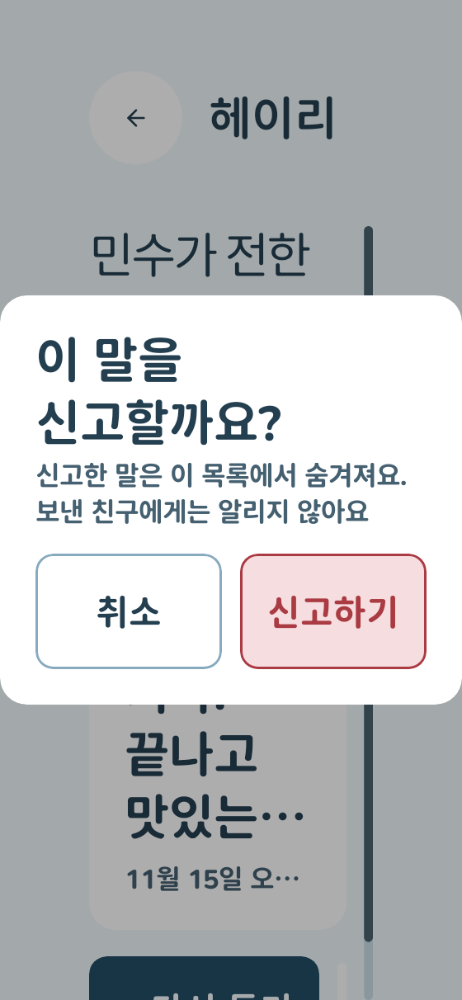 헤이리
민수가 전한
이 말을
신고할까요?
신고한 말은 이 목록에서 숨겨져요.
보낸 친구에게는 알리지 않아요
취소
신고하기
끝나고
맛있는…
11월 15일 오…